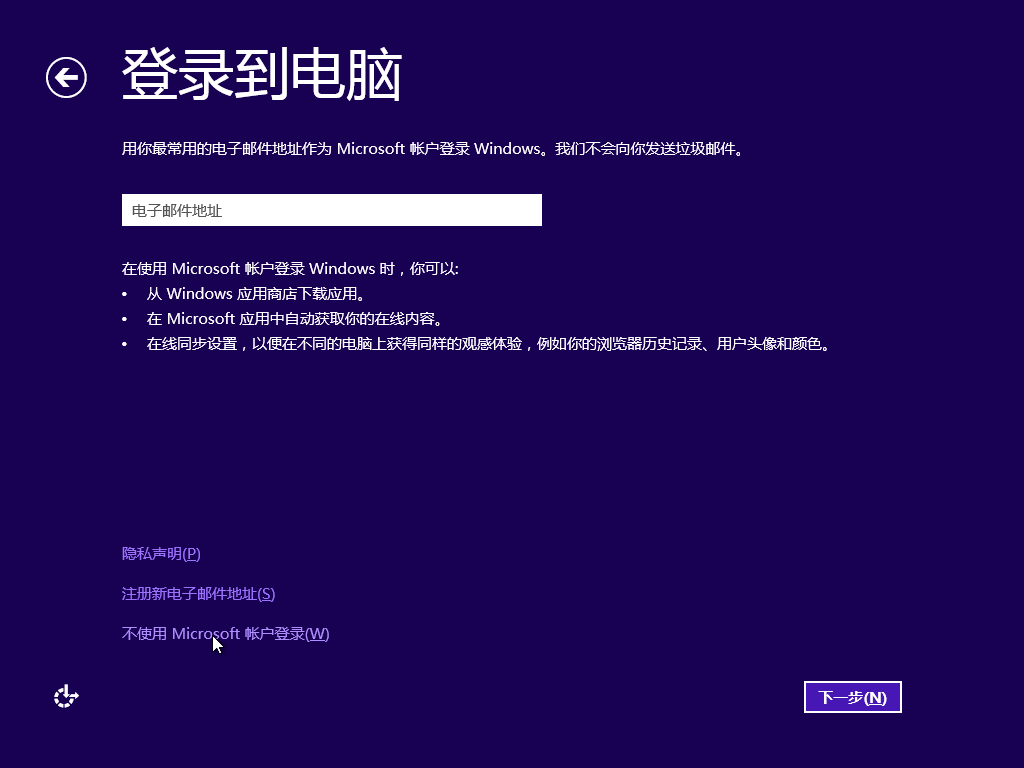 登录到电脑
用你最常用的电子邮件地址作为 Microsoft 帐户登录 Windows。我们不会向你发送垃圾邮件。
电子邮件地址
在使用 Microsoft 帐户登录 Windows 时，你可以:
• 从 Windows 应用商店下载应用。
• 在 Microsoft 应用中自动获取你的在线内容。
• 在线同步设置，以便在不同的电脑上获得同样的观感体验，例如你的浏览器历史记录、用户头像和颜色。
隐私声明(P)
注册新电子邮件地址(S)
不使用 Microsoft 帐户登录(W)
下一步(N)